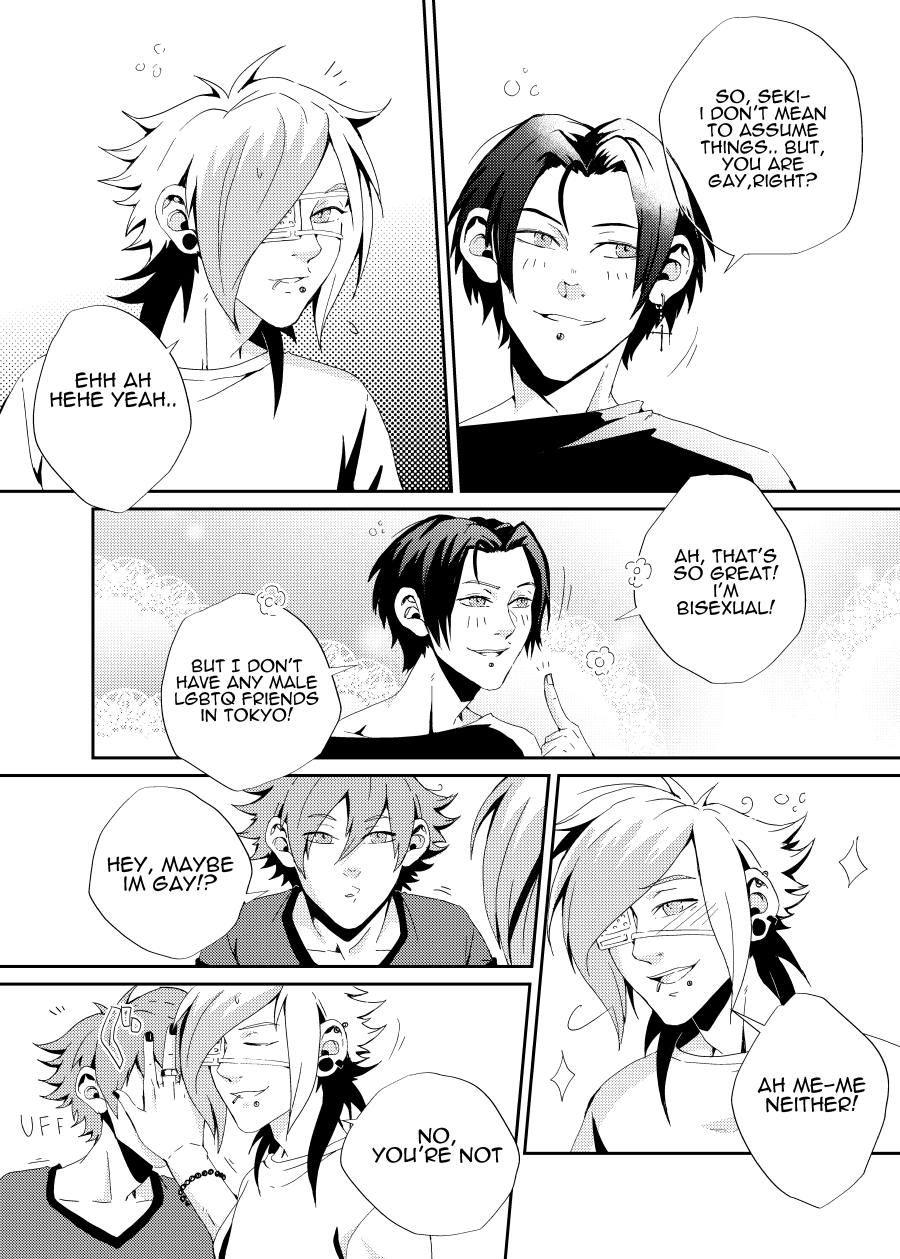 SO, SEKI-
I DON'T MEAN
TO ASSUME
THINGS.. BUT,
YOU ARE
GAY,RIGHT?
EHH AH
HEHE YEAH..
AH, THAT'S
SO GREAT!
I'M
BISEXUAL!
BUT I DON'T
HAVE ANY MALE
LGBTQ FRIENDS
IN TOKYO!
HEY, MAYBE
IM GAY!?
AH ME-ME
NEITHER!
UFF
NO,
YOU'RE NOT